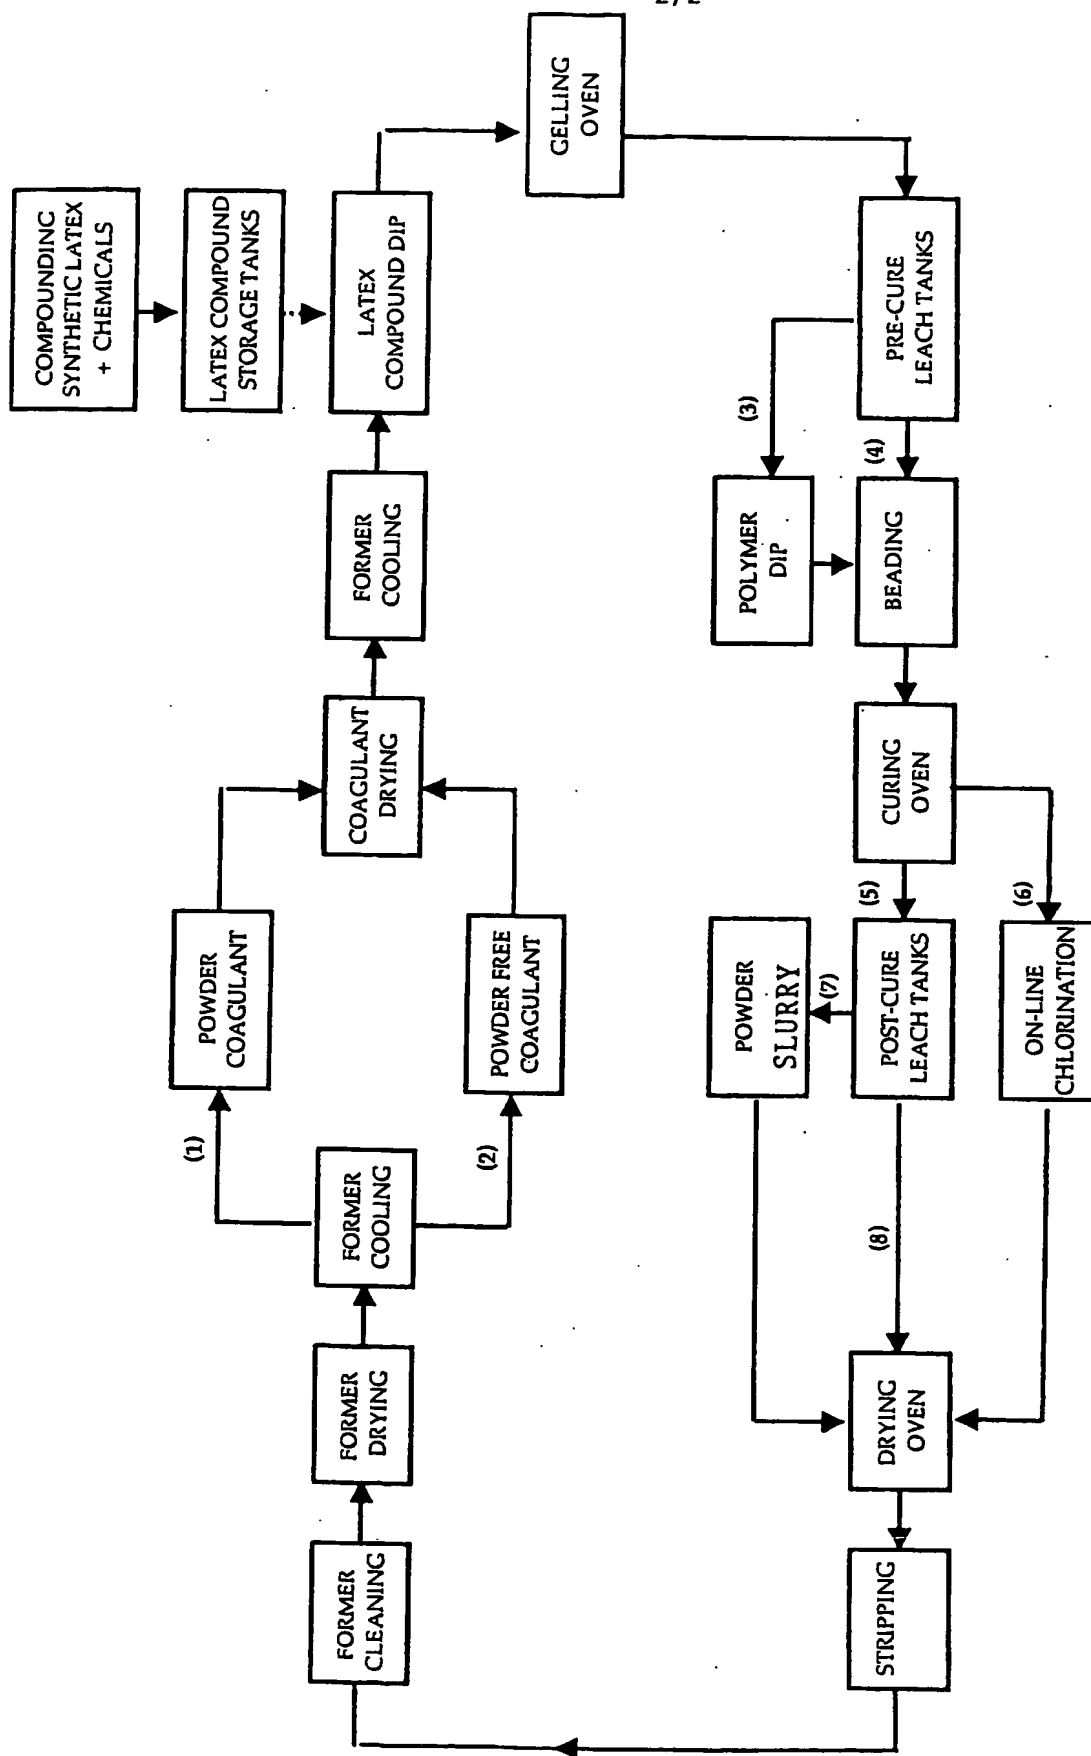 2/2
COMPOUNDING
SYNTHETIC LATEX
+ CHEMICALS
LATEX COMPOUND
STORAGE TANKS
FORMER
CLEANING
FORMER
DRYING
FORMER
COOLING
(1)
POWDER
COAGULANT
(2)
POWDER FREE
COAGULANT
COAGULANT
DRYING
FORMER
COOLING
LATEX
COMPOUND DIP
GELLING
OVEN
PRE-CURE
LEACH TANKS
(3)
POLYMER
DIP
(4)
BEADING
CURING
OVEN
(5)
POST-CURE
LEACH TANKS
(6)
ON-LINE
CHLORINATION
(7)
POWDER
SLURRY
(8)
DRYING
OVEN
STRIPPING